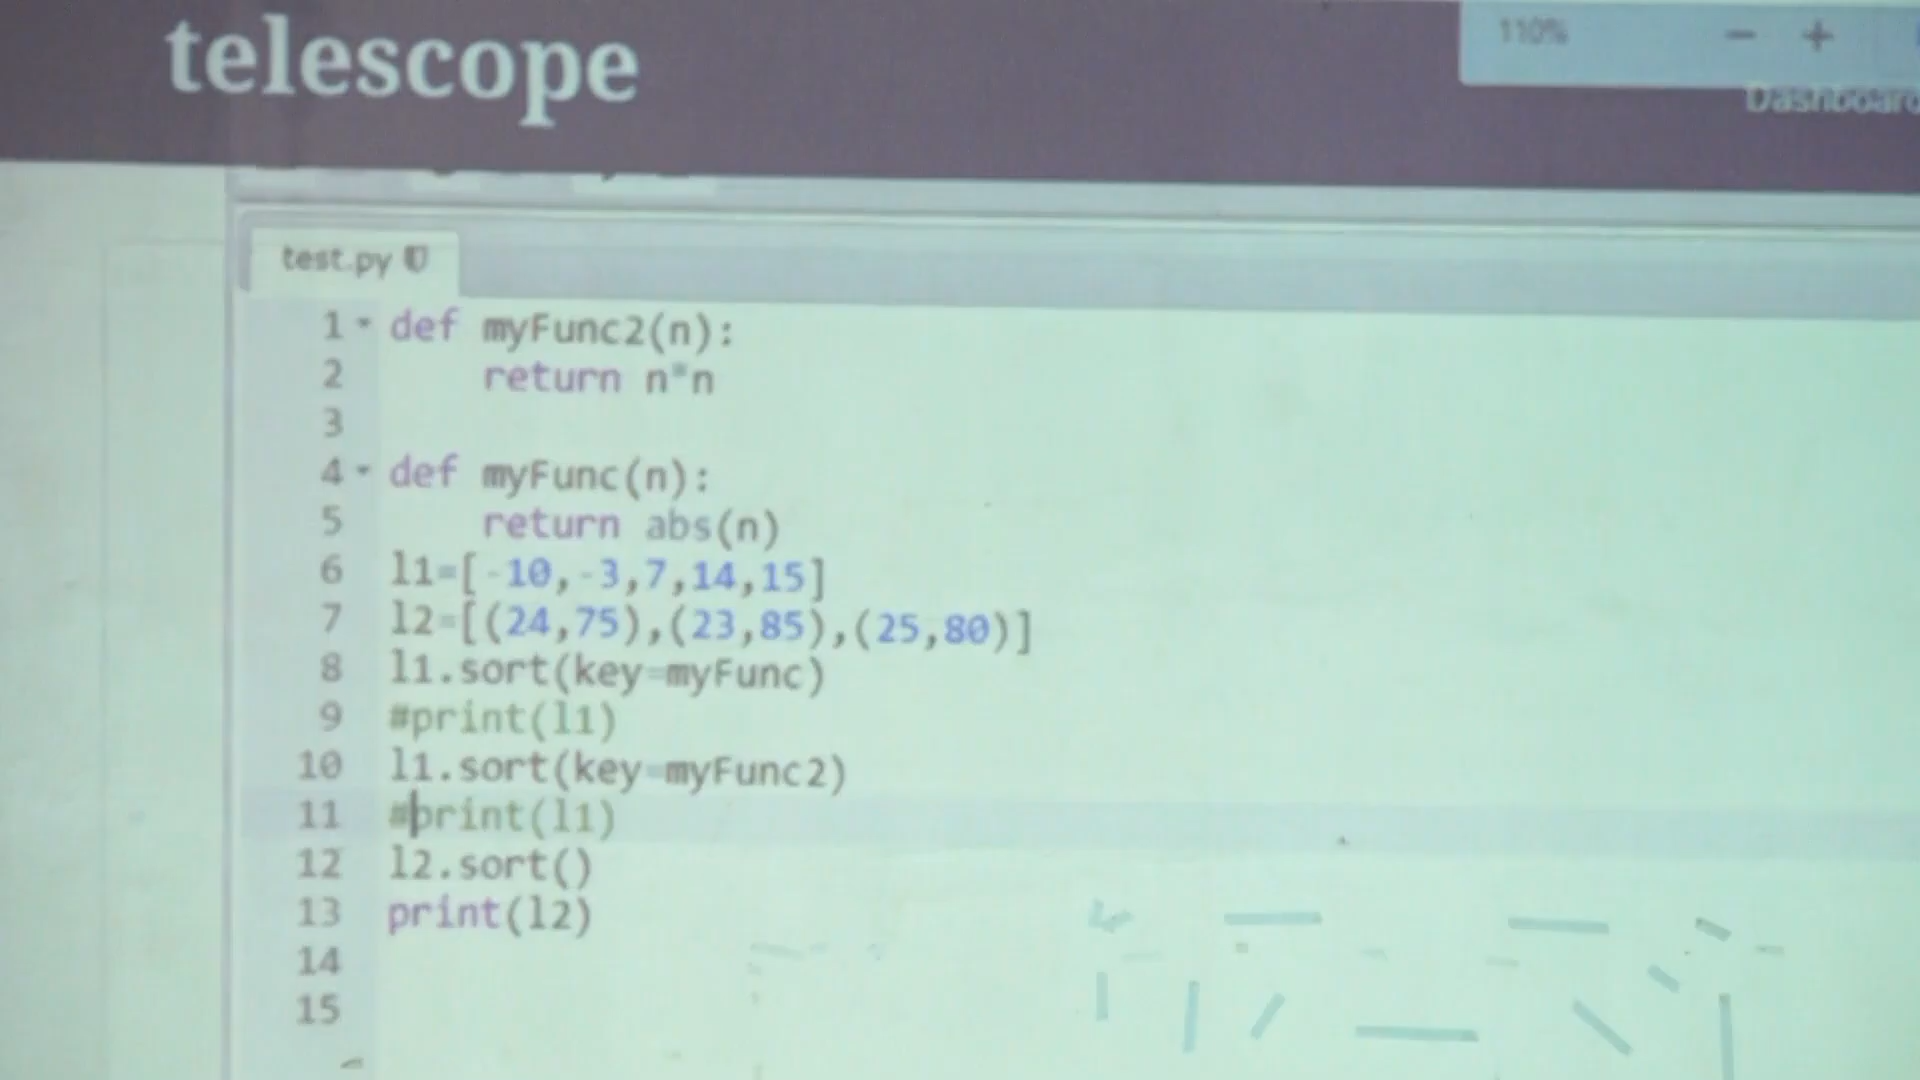 telescope
110% − +
Dashboard
test.py
1 def myFunc2(n):
2 return n*n
3
4 def myFunc(n):
5 return abs(n)
6 l1=[-10,-3,7,14,15]
7 l2=[(24,75),(23,85),(25,80)]
8 l1.sort(key=myFunc)
9 #print(l1)
10 l1.sort(key=myFunc2)
11 #print(l1)
12 l2.sort()
13 print(l2)
14
15